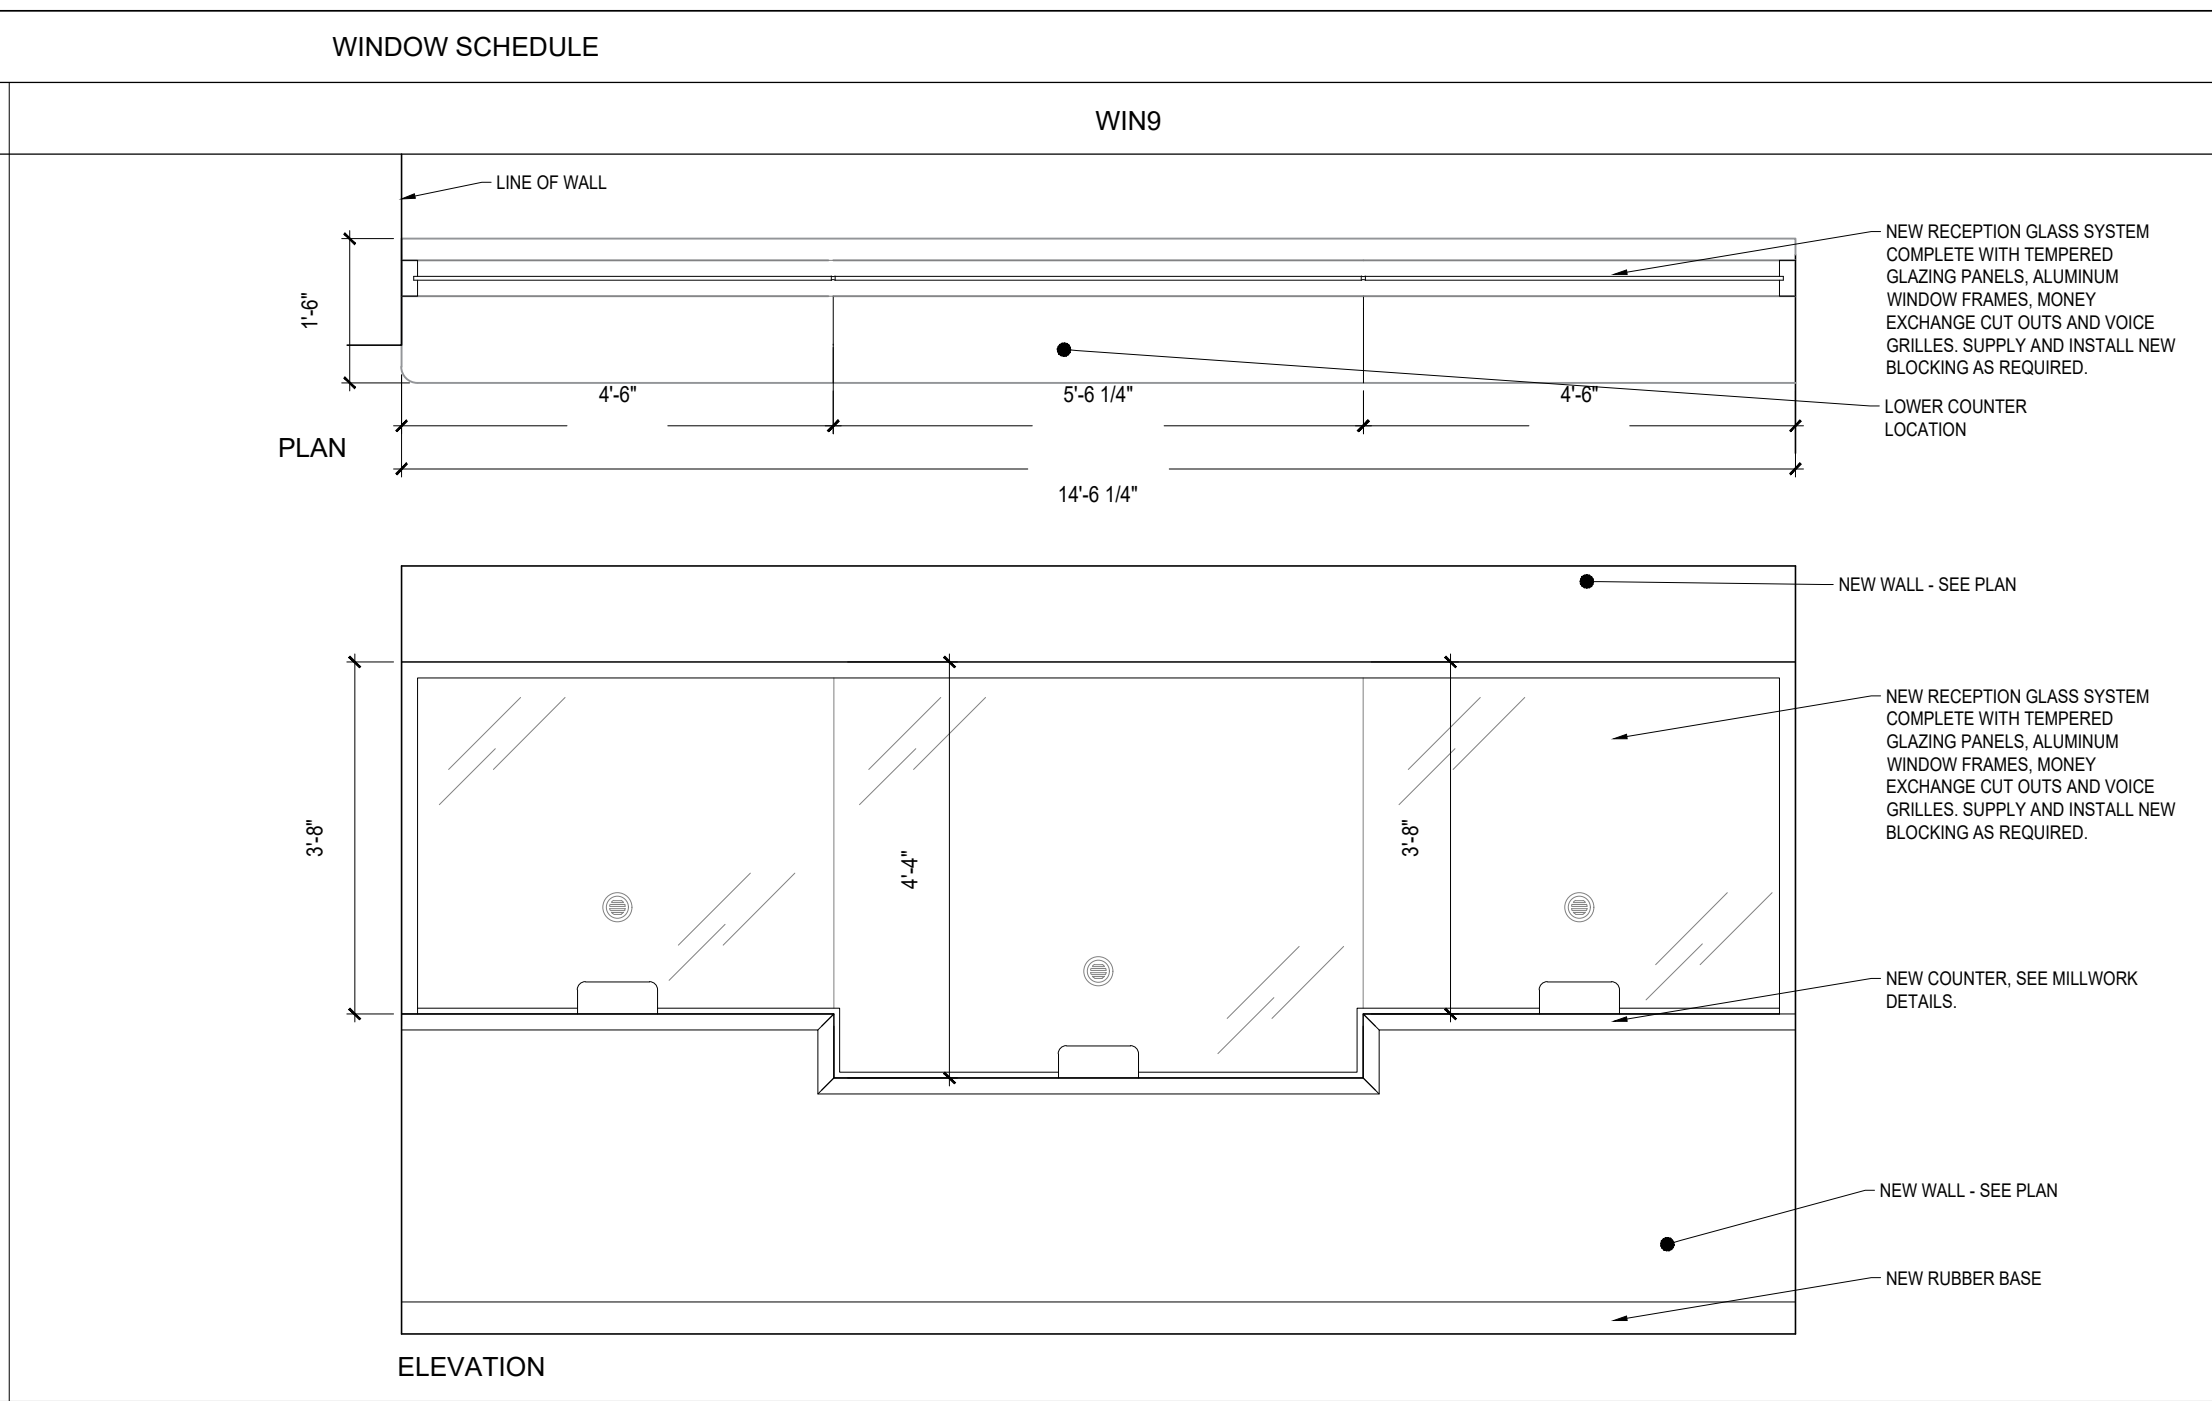 WINDOW SCHEDULE
WIN9
LINE OF WALL
NEW RECEPTION GLASS SYSTEM
COMPLETE WITH TEMPERED
GLAZING PANELS, ALUMINUM
WINDOW FRAMES, MONEY
EXCHANGE CUT OUTS AND VOICE
GRILLES. SUPPLY AND INSTALL NEW
BLOCKING AS REQUIRED.
1'-6"
4'-6"
5'-6 1/4"
4'-6"
LOWER COUNTER
LOCATION
PLAN
14'-6 1/4"
NEW WALL - SEE PLAN
NEW RECEPTION GLASS SYSTEM
COMPLETE WITH TEMPERED
GLAZING PANELS, ALUMINUM
WINDOW FRAMES, MONEY
EXCHANGE CUT OUTS AND VOICE
GRILLES. SUPPLY AND INSTALL NEW
BLOCKING AS REQUIRED.
3'-8"
4'-4"
3'-8"
NEW COUNTER, SEE MILLWORK
DETAILS.
NEW WALL - SEE PLAN
NEW RUBBER BASE
ELEVATION